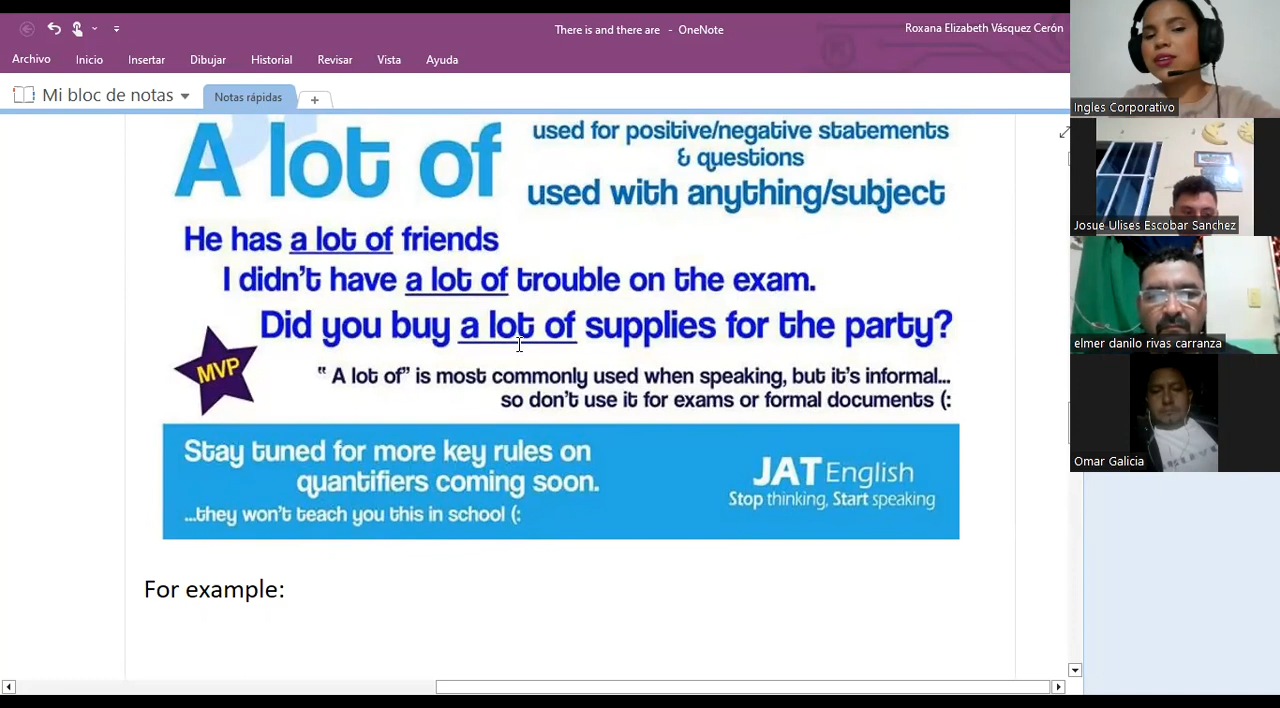 There is and there are - OneNote
Roxana Elizabeth Vásquez Cerón
Archivo
Inicio
Insertar
Dibujar
Historial
Revisar
Vista
Ayuda
Mi bloc de notas
Notas rápidas
A lot of
used for positive/negative statements
& questions
used with anything/subject
He has a lot of friends
I didn't have a lot of trouble on the exam.
Did you buy a lot of supplies for the party?
MVP
" A lot of" is most commonly used when speaking, but it's informal...
so don't use it for exams or formal documents (:
Stay tuned for more key rules on
quantifiers coming soon.
...they won't teach you this in school (:
JAT English
Stop thinking, Start speaking
For example:
Ingles Corporativo
Josue Ulises Escobar Sanchez
elmer danilo rivas carranza
Omar Galicia